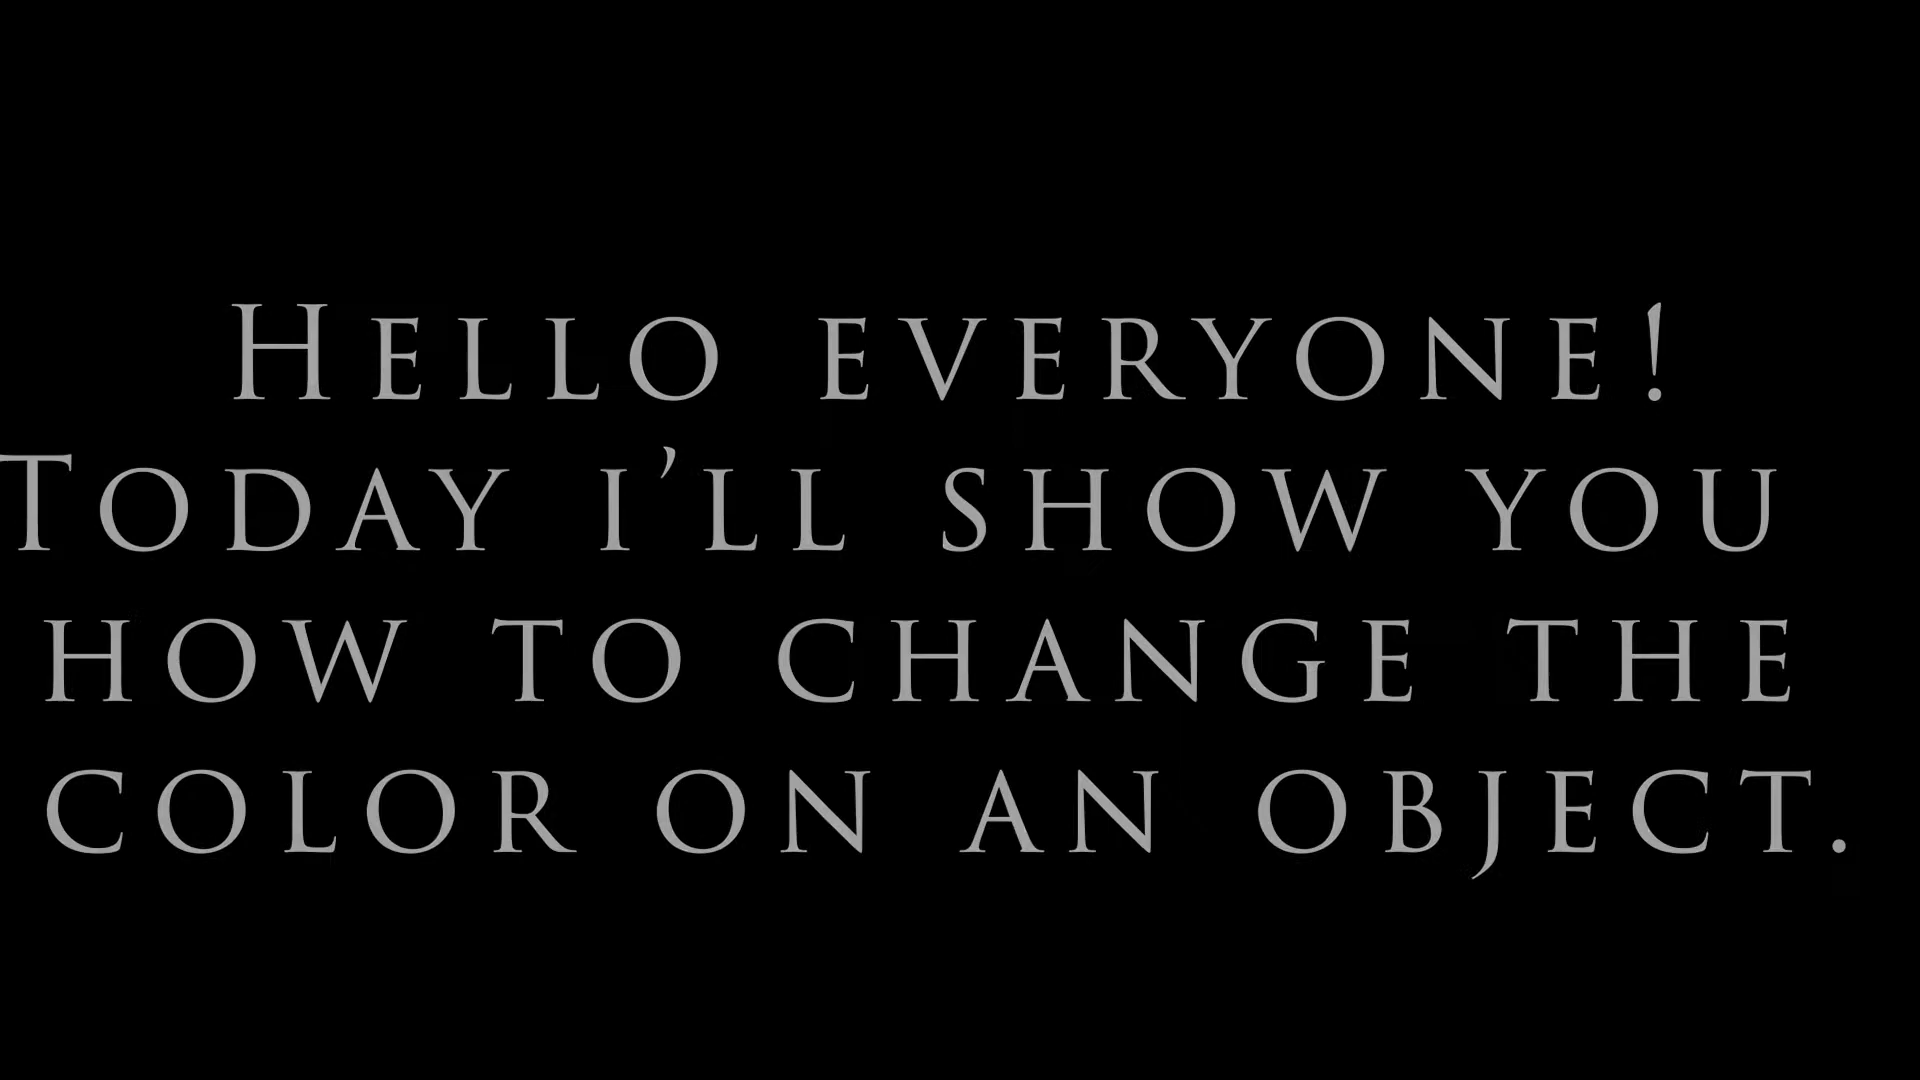 Hello everyone!
Today i’ll show you
how to change the
color on an object.